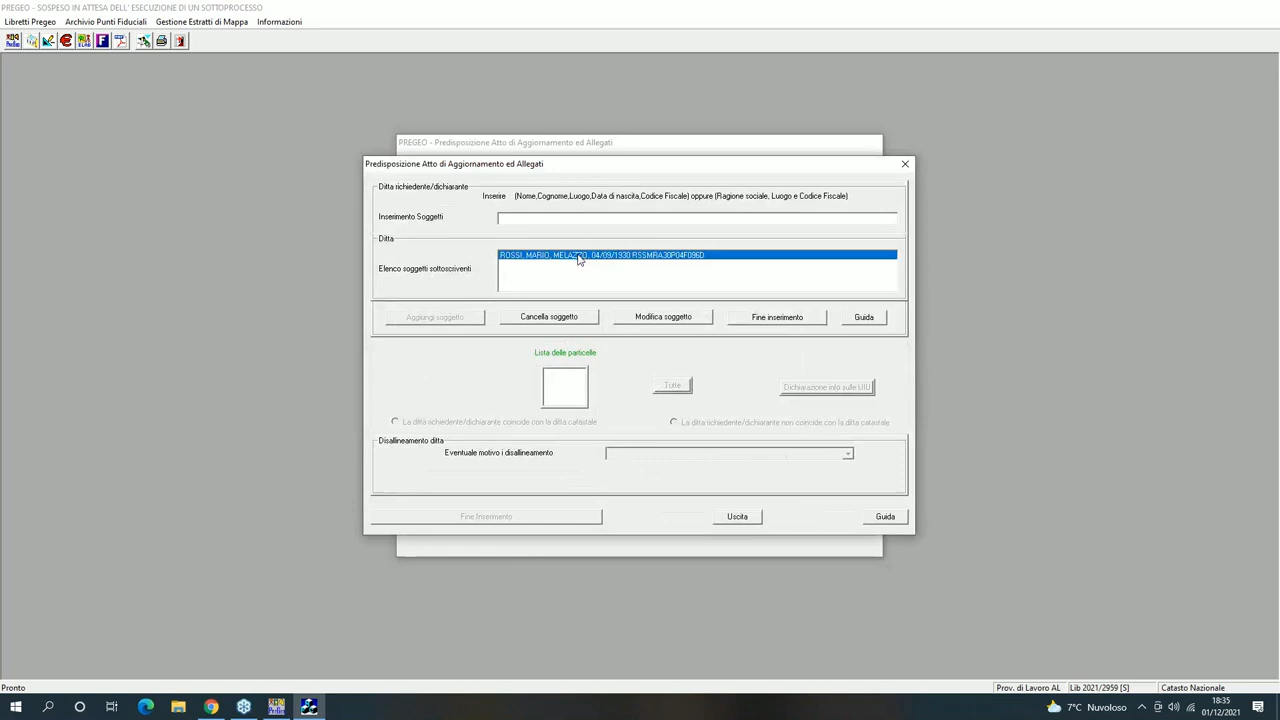 PREGEO - SOSPESO IN ATTESA DELL' ESECUZIONE DI UN SOTTOPROCESSO
Libretti Pregeo Archivio Punti Fiduciali Gestione Estratti di Mappa Informazioni
PREGEO - Predisposizione Atto di Aggiornamento ed Allegati
Predisposizione Atto di Aggiornamento ed Allegati
Ditta richiedente/dichiarante
Inserire (Nome,Cognome,Luogo,Data di nascita,Codice Fiscale) oppure (Ragione sociale, Luogo e Codice Fiscale)
Inserimento Soggetti
Ditta
ROSSI, MARIO, MELAZZO, 04/09/1930 RSSMRA30P04F096D
Elenco soggetti sottoscriventi
Aggiungi soggetto Cancella soggetto Modifica soggetto Fine inserimento Guida
Lista delle particelle
Tutte Dichiarazione info sulle UIU
La ditta richiedente/dichiarante coincide con la ditta catastale La ditta richiedente/dichiarante non coincide con la ditta catastale
Disallineamento ditta
Eventuale motivo i disallineamento
Fine Inserimento Uscita Guida
Pronto Prov. di Lavoro AL Lib 2021/2959 [S] Catasto Nazionale
7°C Nuvoloso 18:35
01/12/2021